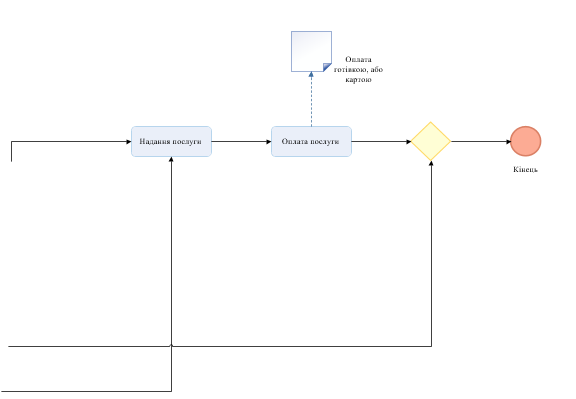 Оплата
готівкою, або
картою
Надання послуги
Оплата послуги
Кінець